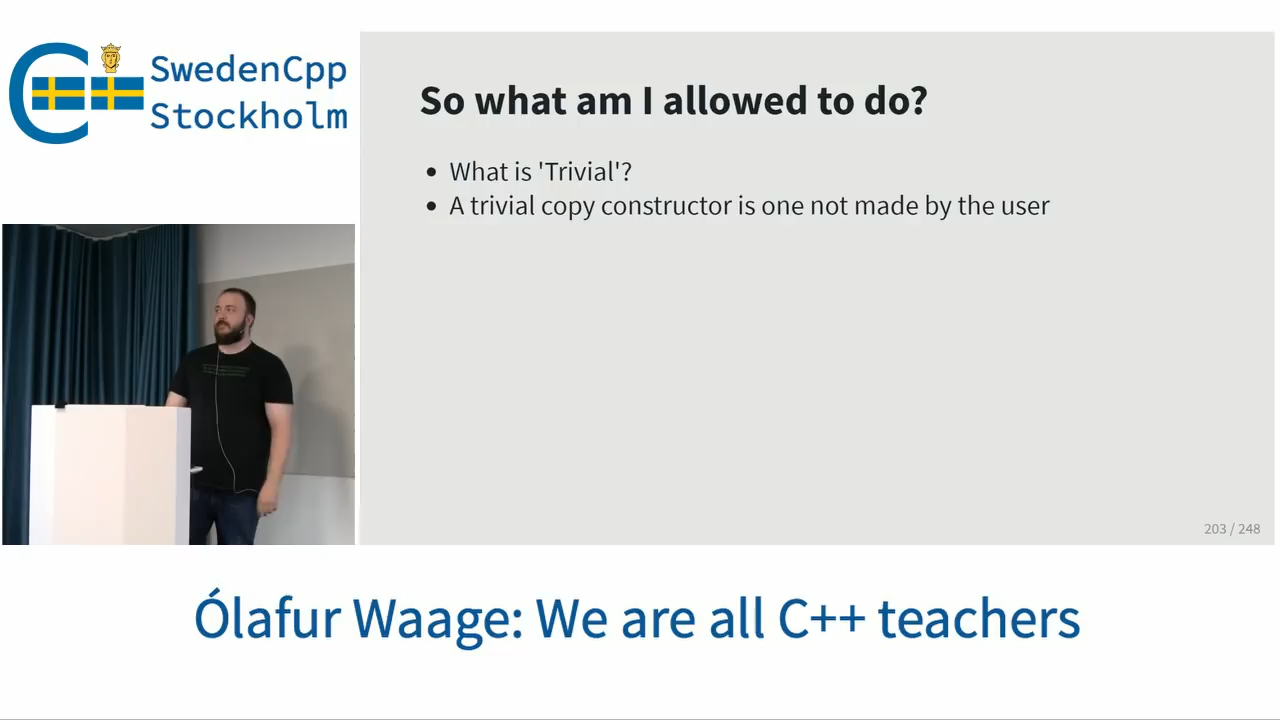 SwedenCpp
Stockholm
So what am I allowed to do?
• What is 'Trivial'?
• A trivial copy constructor is one not made by the user
203 / 248
Ólafur Waage: We are all C++ teachers